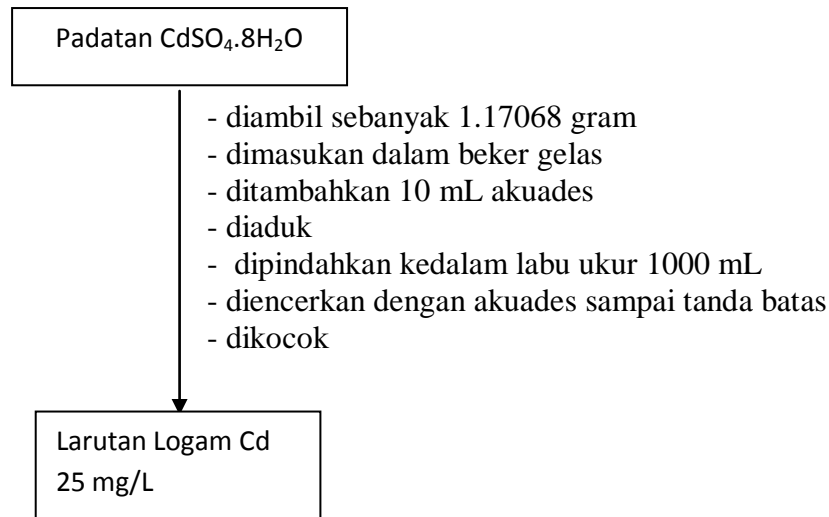 Padatan CdSO₄.8H₂O
- diambil sebanyak 1.17068 gram
- dimasukan dalam beker gelas
- ditambahkan 10 mL akuades
- diaduk
- dipindahkan kedalam labu ukur 1000 mL
- diencerkan dengan akuades sampai tanda batas
- dikocok
Larutan Logam Cd
25 mg/L